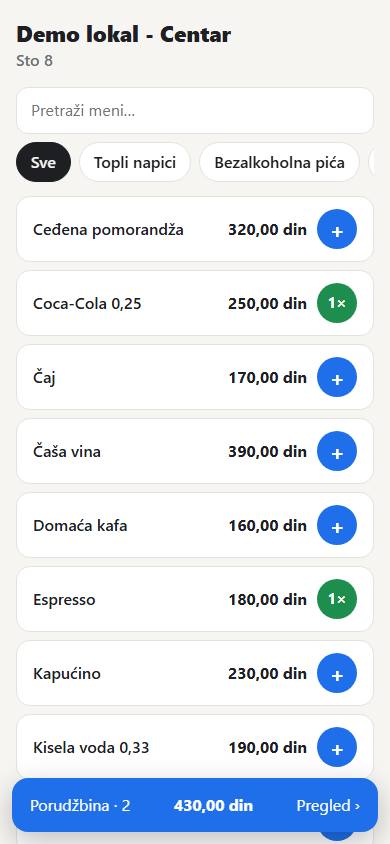 Demo lokal - Centar
Sto 8
Pretraži meni...
Sve Topli napici Bezalkoholna pića
Ceđena pomorandža 320,00 din +
Coca-Cola 0,25 250,00 din 1×
Čaj 170,00 din +
Čaša vina 390,00 din +
Domaća kafa 160,00 din +
Espresso 180,00 din 1×
Kapućino 230,00 din +
Kisela voda 0,33 190,00 din +
Porudžbina · 2 430,00 din Pregled ›